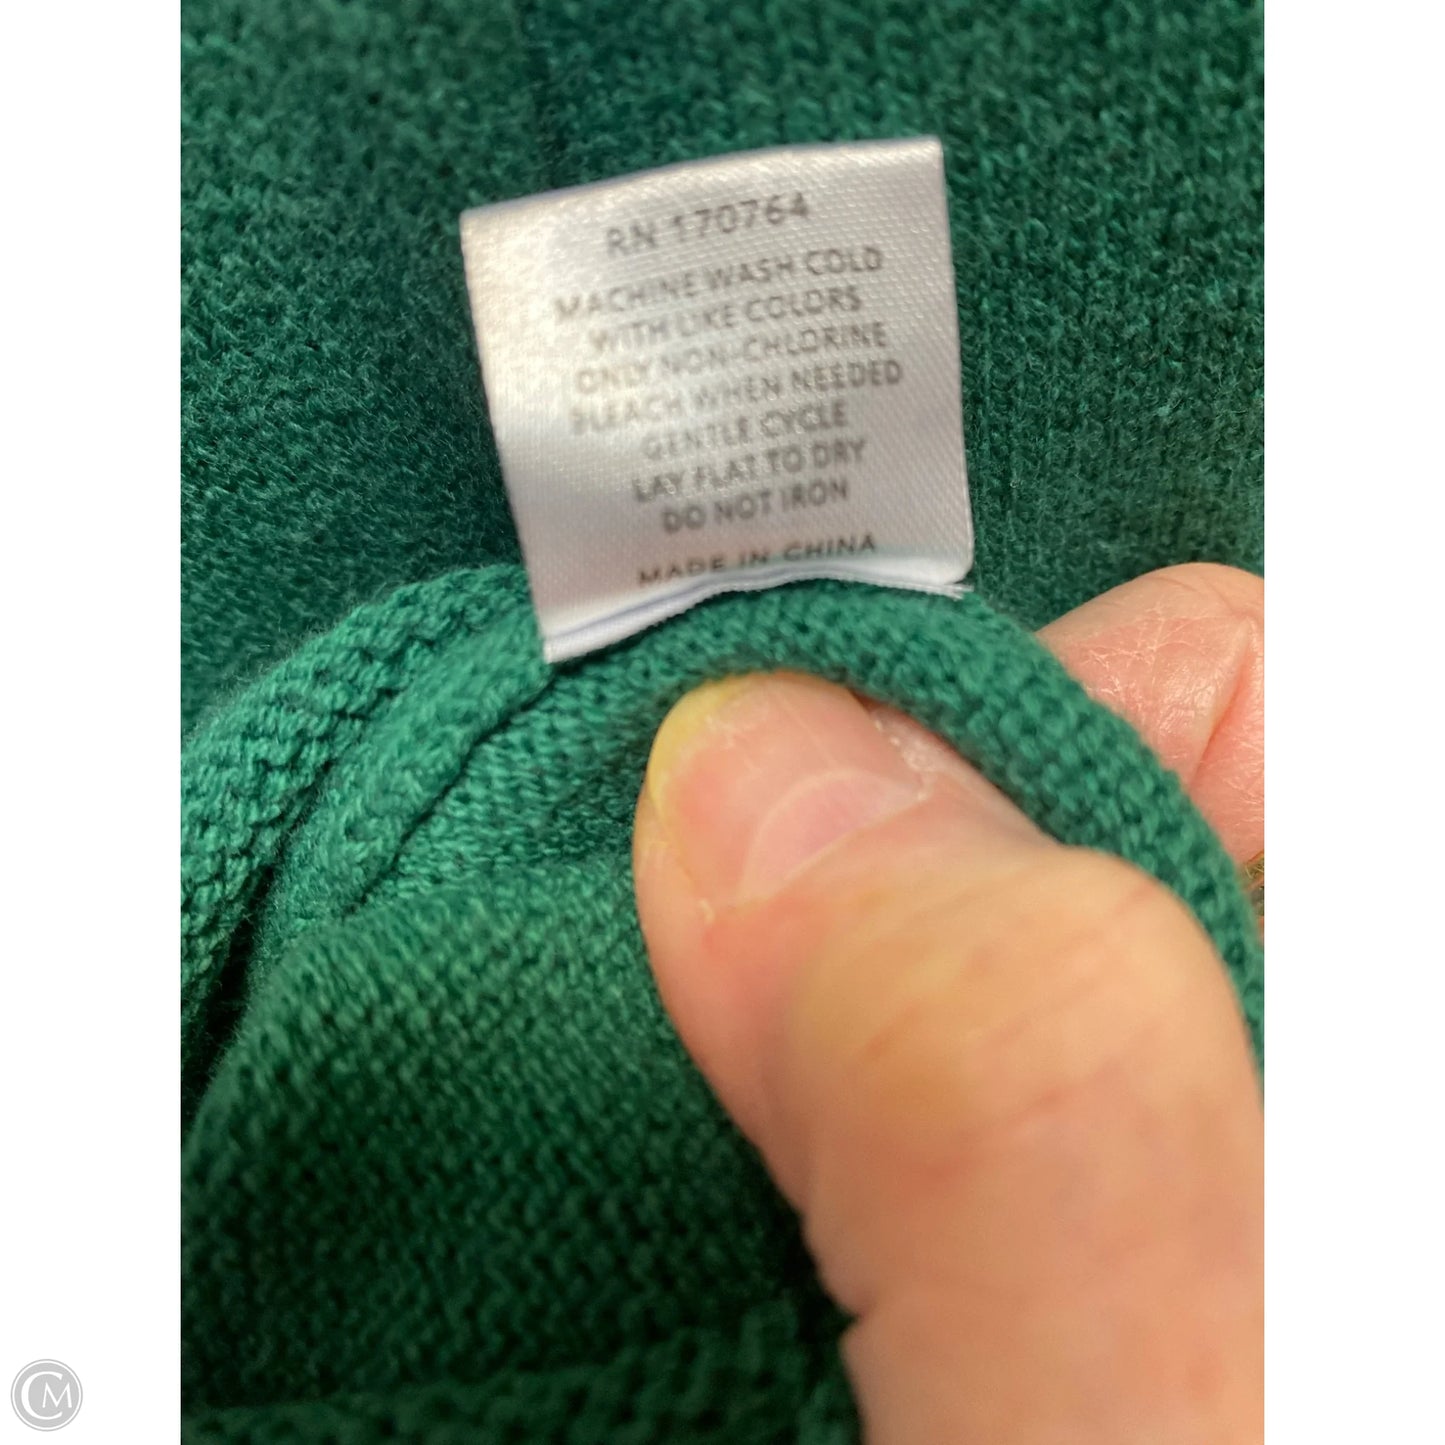 RN 170764
MACHINE WASH COLD
WITH LIKE COLORS
ONLY NON-CHLORINE
BLEACH WHEN NEEDED
GENTLE CYCLE
LAY FLAT TO DRY
DO NOT IRON
MADE IN CHINA
CM